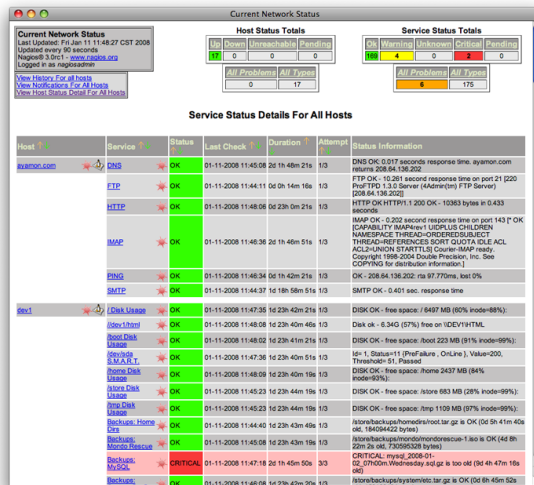 Current Network Status
Current Network Status
Last Updated: Fri Jan 11 11:48:27 CST 2008
Updated every 90 seconds
Nagios® 3.0rc1 - www.nagios.org
Logged in as nagiosadmin
View History For all hosts
View Notifications For All Hosts
View Host Status Detail For All Hosts
Host Status Totals
Up Down Unreachable Pending
17 0 0 0
All Problems All Types
0 17
Service Status Totals
Ok Warning Unknown Critical Pending
169 4 0 2 0
All Problems All Types
6 175
Service Status Details For All Hosts
Host Service Status Last Check Duration Attempt Status Information
ayamon.com DNS OK 01-11-2008 11:45:08 2d 1h 48m 21s 1/3 DNS OK: 0.017 seconds response time. ayamon.com
returns 208.64.136.202
FTP OK 01-11-2008 11:44:11 0d 0h 14m 16s 1/3 FTP OK - 10.261 second response time on port 21 [220
ProFTPD 1.3.0 Server (4Admin(tm) FTP Server)
[208.64.136.202]]
HTTP OK 01-11-2008 11:48:06 0d 23h 0m 21s 1/3 HTTP OK HTTP/1.1 200 OK - 10363 bytes in 0.433
seconds
IMAP OK 01-11-2008 11:46:36 2d 1h 46m 51s 1/3 IMAP OK - 0.202 second response time on port 143 [* OK
[CAPABILITY IMAP4rev1 UIDPLUS CHILDREN
NAMESPACE THREAD=ORDEREDSUBJECT
THREAD=REFERENCES SORT QUOTA IDLE ACL
ACL2=UNION STARTTLS] Courier-IMAP ready.
Copyright 1998-2004 Double Precision, Inc. See
COPYING for distribution information.]
PING OK 01-11-2008 11:46:34 0d 1h 42m 21s 1/3 OK - 208.64.136.202: rta 97.770ms, lost 0%
SMTP OK 01-11-2008 11:44:37 1d 18h 58m 51s 1/3 SMTP OK - 0.401 sec. response time
dev1 / Disk Usage OK 01-11-2008 11:47:35 1d 23h 42m 21s 1/3 DISK OK - free space: / 6497 MB (60% inode=88%):
//dev1/html OK 01-11-2008 11:48:08 1d 23h 40m 46s 1/3 Disk ok - 6.34G (57%) free on \\DEV1\HTML
/boot Disk
Usage OK 01-11-2008 11:48:02 1d 23h 41m 21s 1/3 DISK OK - free space: /boot 223 MB (91% inode=99%):
/dev/sda
S.M.A.R.T. OK 01-11-2008 11:47:36 1d 23h 40m 51s 1/3 Id= 1, Status=11 {PreFailure , OnLine }, Value=200,
Threshold= 51, Passed
/home Disk
Usage OK 01-11-2008 11:48:09 1d 23h 40m 19s 1/3 DISK OK - free space: /home 2437 MB (84%
inode=93%):
/store Disk
Usage OK 01-11-2008 11:45:23 1d 23h 44m 19s 1/3 DISK OK - free space: /store 683 MB (28% inode=99%):
/tmp Disk
Usage OK 01-11-2008 11:45:23 1d 23h 44m 19s 1/3 DISK OK - free space: /tmp 1109 MB (97% inode=99%):
Backups: Home
Dirs OK 01-11-2008 11:44:40 1d 23h 43m 49s 1/3 /store/backups/homedirs/root.tar.gz is OK (0d 5h 41m 40s
old, 184094422 bytes)
Backups:
Mondo Rescue OK 01-11-2008 11:45:08 1d 23h 43m 19s 1/3 /store/backups/mondo/mondorescue-1.iso is OK (4d 8h
22m 2s old, 730595328 bytes)
Backups:
MySQL CRITICAL 01-11-2008 11:47:18 2d 1h 45m 50s 3/3 CRITICAL: mysql_2008-01-
02_07h00m.Wednesday.sql.gz is too old (9d 4h 47m 16s
old)
Backups: OK 01-11-2008 11:46:08 1d 23h 42m 20s 1/3 /store/backups/system/etc.tar.gz is OK (0d 6h 45m 52s